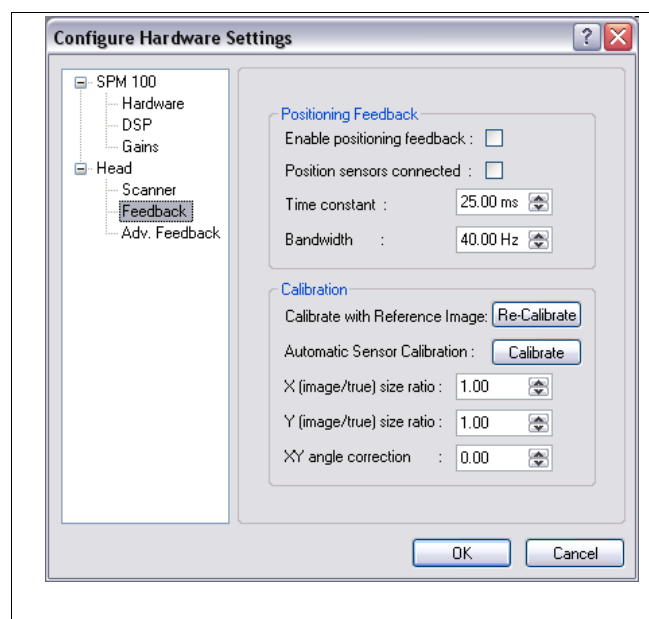 Configure Hardware Settings
SPM 100
Hardware
DSP
Gains
Head
Scanner
Feedback
Adv. Feedback
Positioning Feedback
Enable positioning feedback :
Position sensors connected :
Time constant : 25.00 ms
Bandwidth : 40.00 Hz
Calibration
Calibrate with Reference Image: Re-Calibrate
Automatic Sensor Calibration : Calibrate
X (image/true) size ratio : 1.00
Y (image/true) size ratio : 1.00
XY angle correction : 0.00
OK Cancel